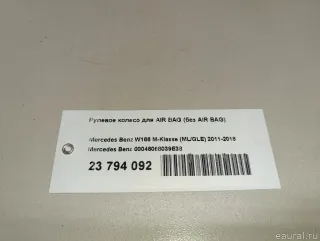 Рулевое колесо для AIR BAG (без AIR BAG)
Mercedes Benz W166 M-Klasse (ML/GLE) 2011-2018
Mercedes Benz 00046068039E38
23 794 092
eaural.ru